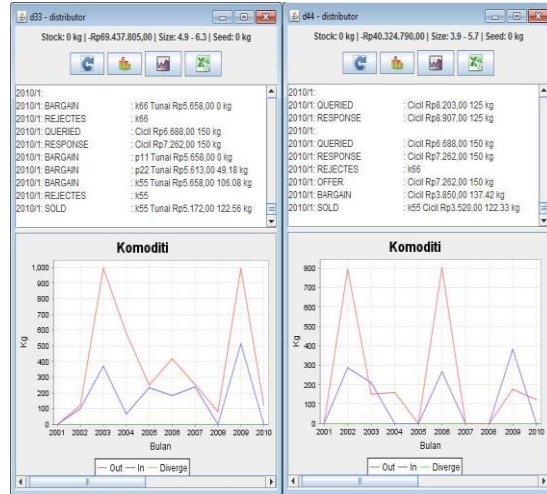 d33 - distributor
Stock: 0 kg | -Rp69.437.805,00 | Size: 4.9 - 6.3 | Seed: 0 kg
2010/1:
2010/1: BARGAIN : k66 Tunai Rp5.658,00 0 kg
2010/1: REJECTES : k66
2010/1: QUERIED : Cicil Rp6.688,00 150 kg
2010/1: RESPONSE : Cicil Rp7.262,00 150 kg
2010/1: BARGAIN : p11 Tunai Rp5.658,00 0 kg
2010/1: BARGAIN : p22 Tunai Rp5.613,00 49.18 kg
2010/1: BARGAIN : k55 Tunai Rp5.658,00 106.08 kg
2010/1: REJECTES : k55
2010/1: SOLD : k55 Tunai Rp5.172,00 122.56 kg
Komoditi
1,000
900
800
700
600
500
400
300
200
100
0
Kg
2001 2002 2003 2004 2005 2006 2007 2008 2009 2010
Bulan
Out In Diverge
d44 - distributor
Stock: 0 kg | -Rp40.324.790,00 | Size: 3.9 - 5.7 | Seed: 0 kg
2010/1: QUERIED : Cicil Rp8.203,00 125 kg
2010/1: RESPONSE : Cicil Rp8.907,00 125 kg
2010/1:
2010/1: QUERIED : Cicil Rp6.688,00 150 kg
2010/1: RESPONSE : Cicil Rp7.262,00 150 kg
2010/1: REJECTES : k66
2010/1: OFFER : Cicil Rp7.262,00 150 kg
2010/1: BARGAIN : Cicil Rp3.850,00 137.42 kg
2010/1: SOLD : k55 Cicil Rp3.520,00 122.33 kg
Komoditi
800
700
600
500
400
300
200
100
0
Kg
2001 2002 2003 2004 2005 2006 2007 2008 2009 2010
Bulan
Out In Diverge